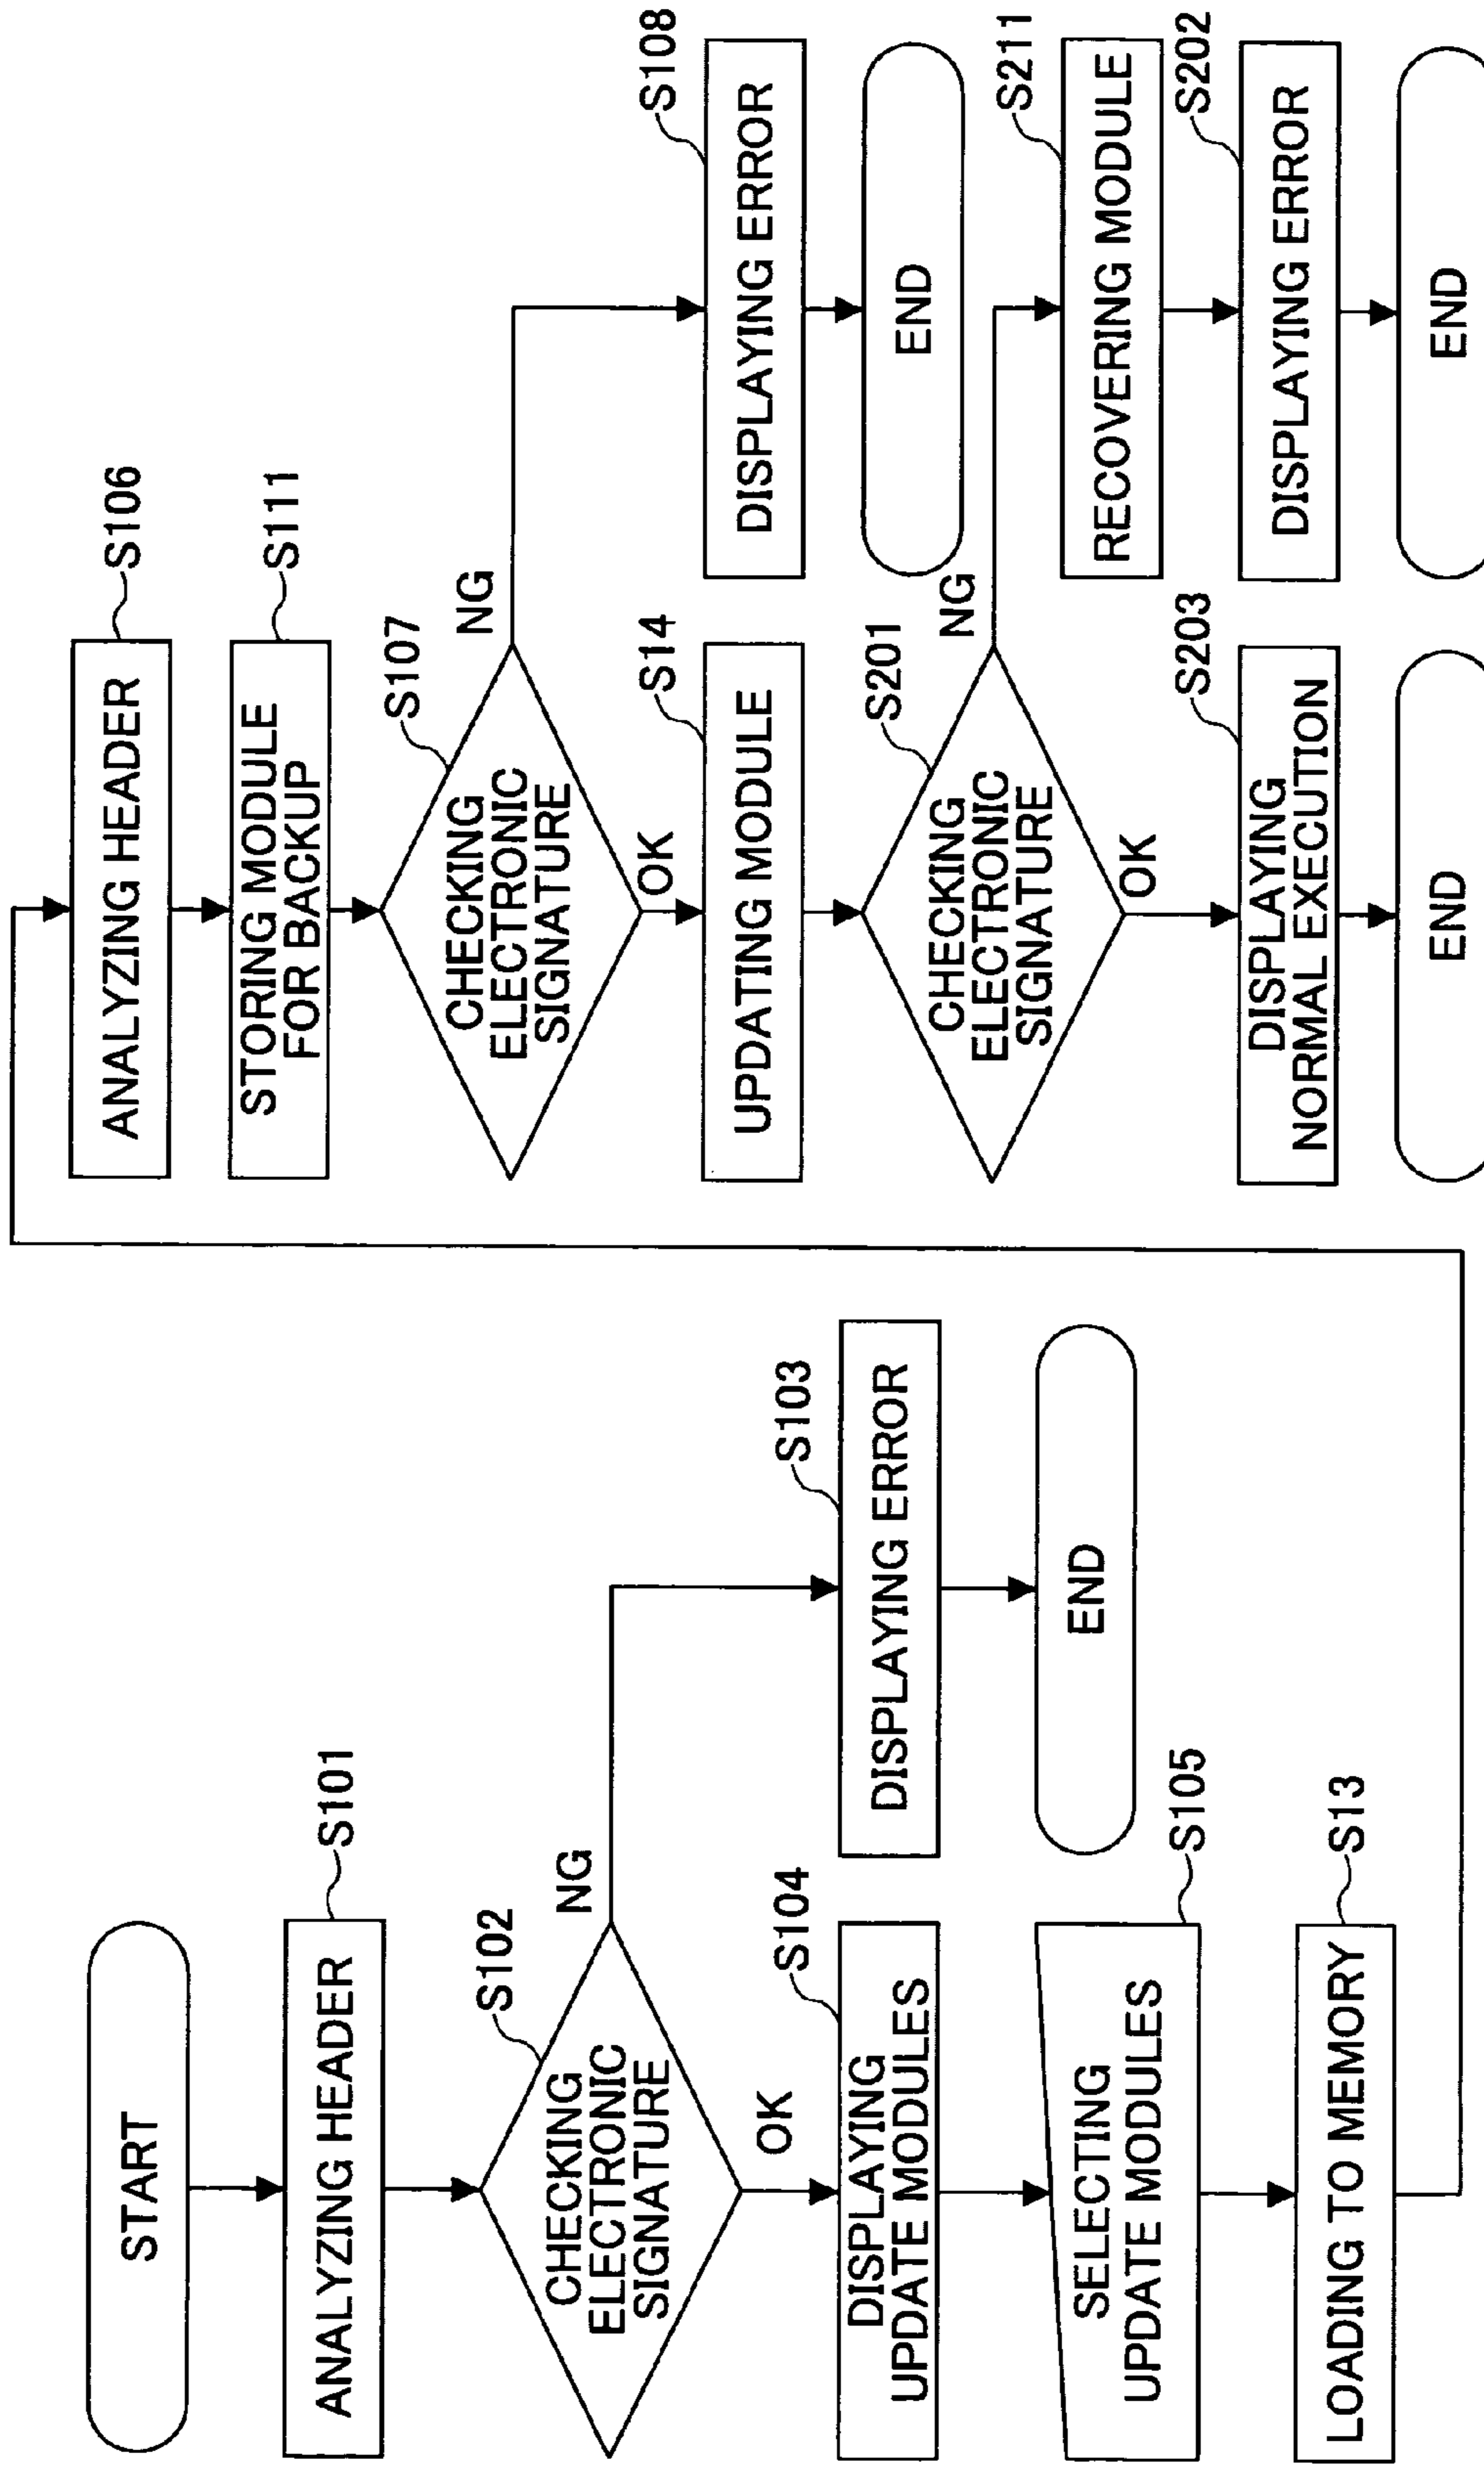 START
ANALYZING HEADER
S101
CHECKING
ELECTRONIC
SIGNATURE
S102
NG
OK
DISPLAYING ERROR
S103
END
DISPLAYING
UPDATE MODULES
S104
SELECTING
UPDATE MODULES
S105
LOADING TO MEMORY
S13
ANALYZING HEADER
S106
STORING MODULE
FOR BACKUP
S111
CHECKING
ELECTRONIC
SIGNATURE
S107
NG
OK
DISPLAYING ERROR
S108
END
UPDATING MODULE
S14
CHECKING
ELECTRONIC
SIGNATURE
S201
NG
OK
RECOVERING MODULE
S211
DISPLAYING ERROR
S202
END
DISPLAYING
NORMAL EXECUTION
S203
END